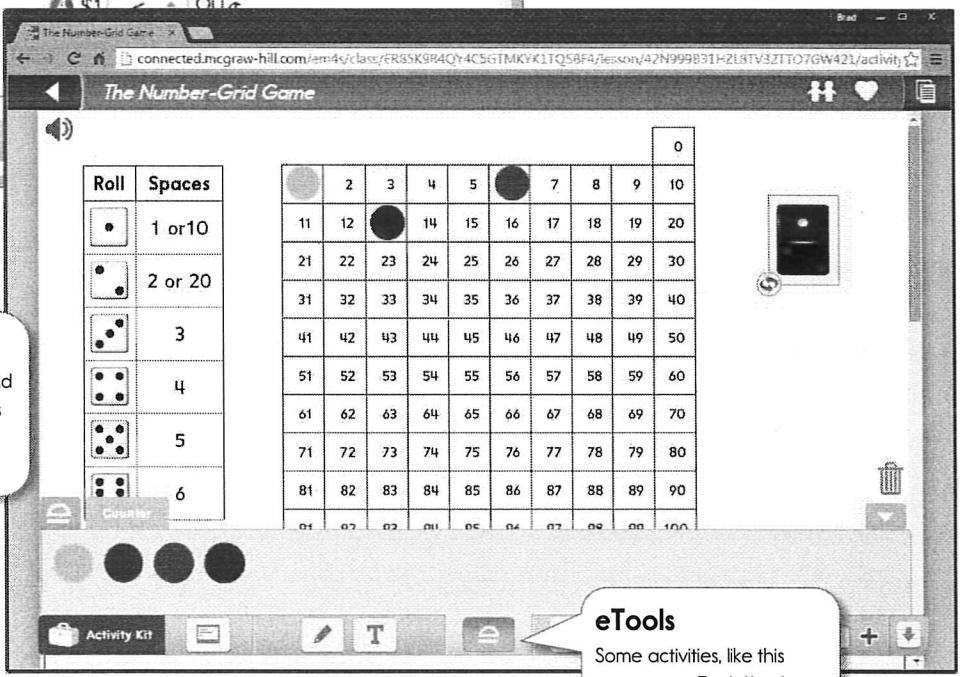 Brad
The Number-Grid Game
connected.mcgraw-hill.com/em4s/class/
The Number-Grid Game
0
Roll Spaces
1 or10
2 or 20
3
4
5
6
2 3 4 5 7 8 9 10
11 12 14 15 16 17 18 19 20
21 22 23 24 25 26 27 28 29 30
31 32 33 34 35 36 37 38 39 40
41 42 43 44 45 46 47 48 49 50
51 52 53 54 55 56 57 58 59 60
61 62 63 64 65 66 67 68 69 70
71 72 73 74 75 76 77 78 79 80
81 82 83 84 85 86 87 88 89 90
Counter
Activity Kit
T
eTools
Some activities, like this